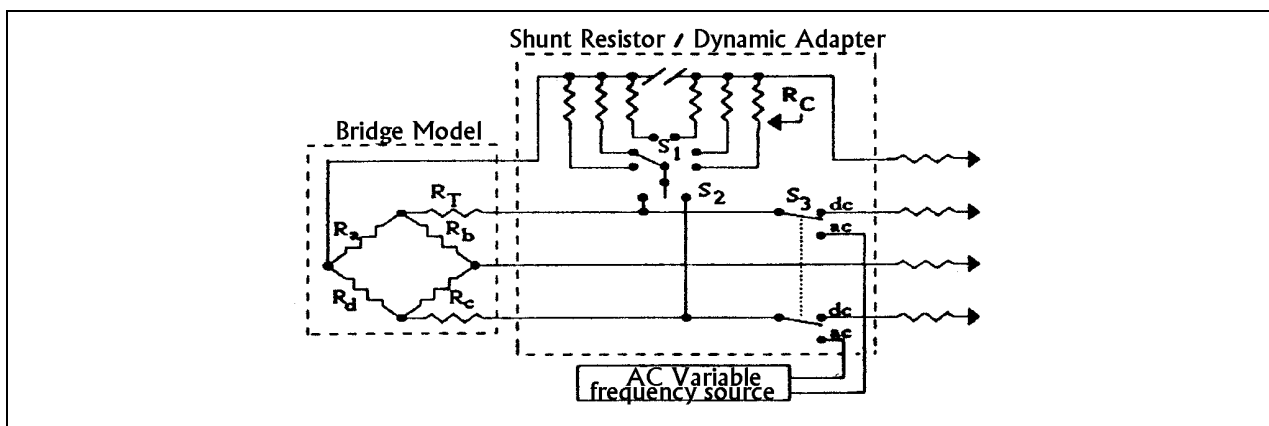 Shunt Resistor / Dynamic Adapter
R_C
Bridge Model
S_1
R_T
S_2
S_3
dc
ac
R_a
R_b
R_d
R_c
dc
ac
AC Variable
frequency source